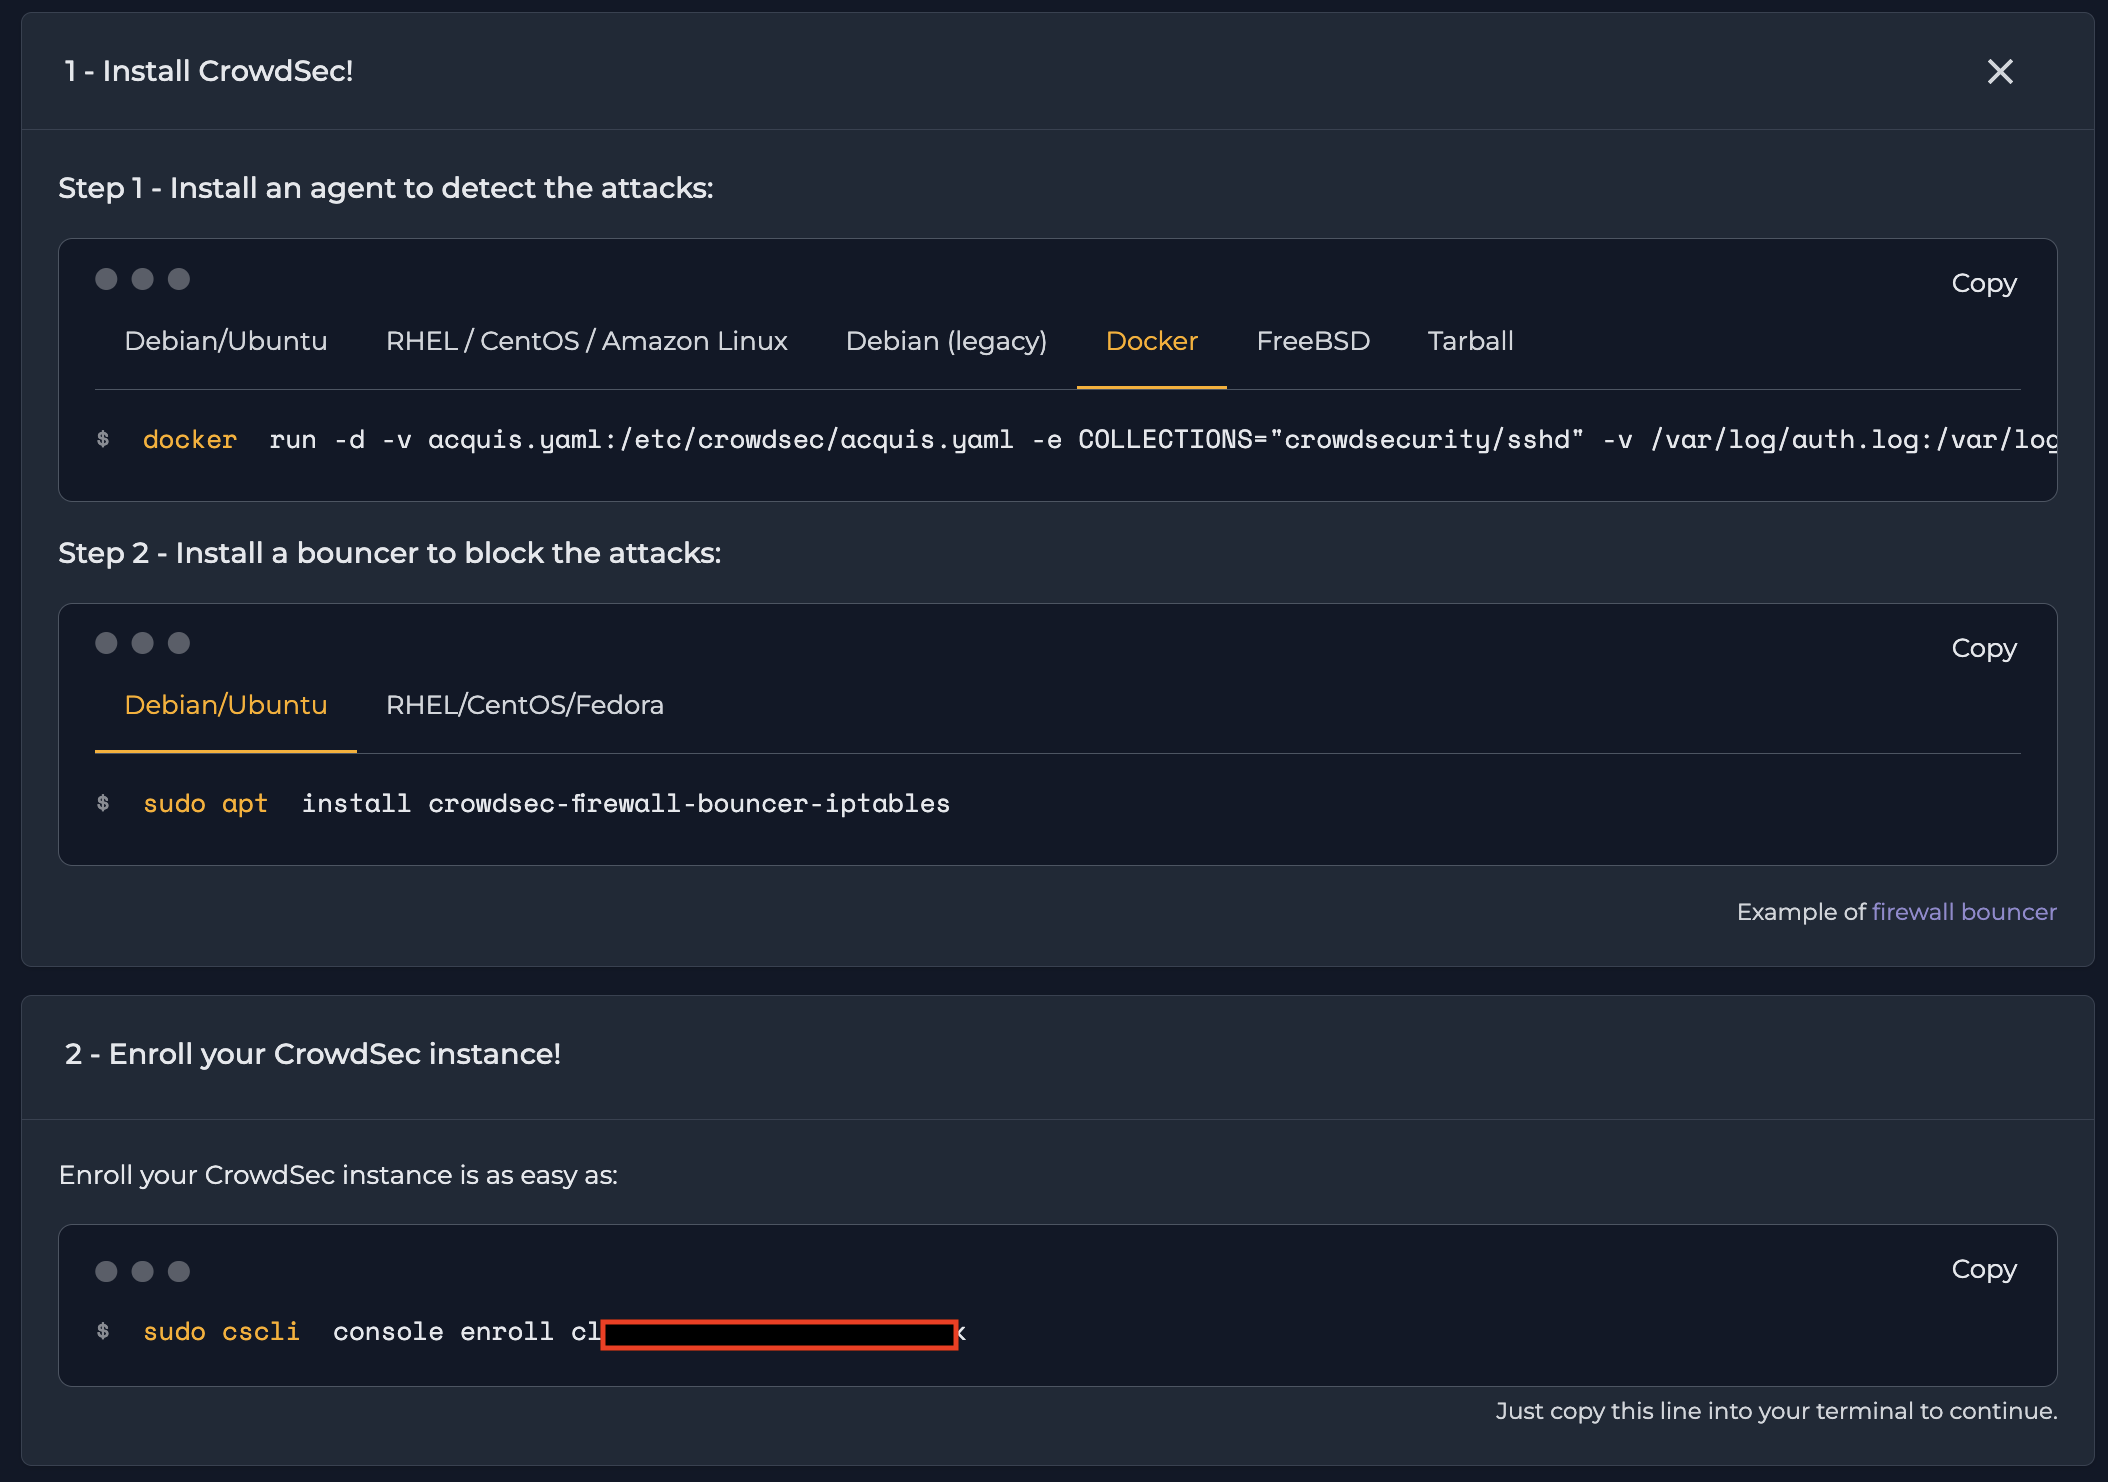 1 - Install CrowdSec!
Step 1 - Install an agent to detect the attacks:
Copy
Debian/Ubuntu RHEL / CentOS / Amazon Linux Debian (legacy) Docker FreeBSD Tarball
$ docker run -d -v acquis.yaml:/etc/crowdsec/acquis.yaml -e COLLECTIONS="crowdsecurity/sshd" -v /var/log/auth.log:/var/log
Step 2 - Install a bouncer to block the attacks:
Copy
Debian/Ubuntu RHEL/CentOS/Fedora
$ sudo apt install crowdsec-firewall-bouncer-iptables
Example of firewall bouncer
2 - Enroll your CrowdSec instance!
Enroll your CrowdSec instance is as easy as:
Copy
$ sudo cscli console enroll cl
Just copy this line into your terminal to continue.